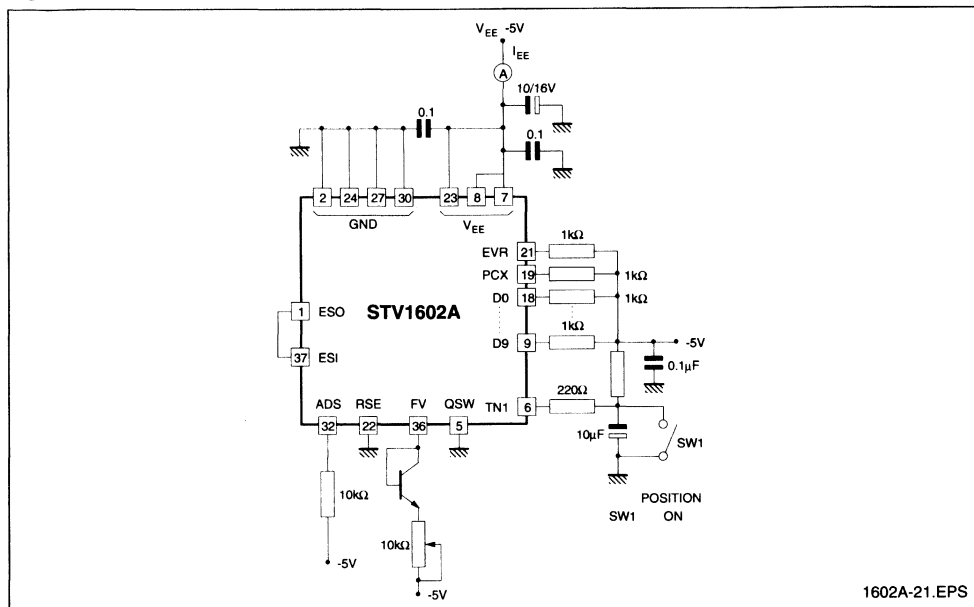 VEE -5V
IEE
A
10/16V
0.1
0.1
2 24 27 30 23 8 7
GND VEE
EVR 21 1kΩ
PCX 19 1kΩ
D0 18 1kΩ
1 ESO STV1602A
1kΩ
D9 9 -5V
37 ESI
0.1µF
ADS RSE FV QSW TN1 6 220Ω
32 22 36 5
10µF SW1
10kΩ
POSITION
SW1 ON
10kΩ
-5V
-5V
1602A-21.EPS